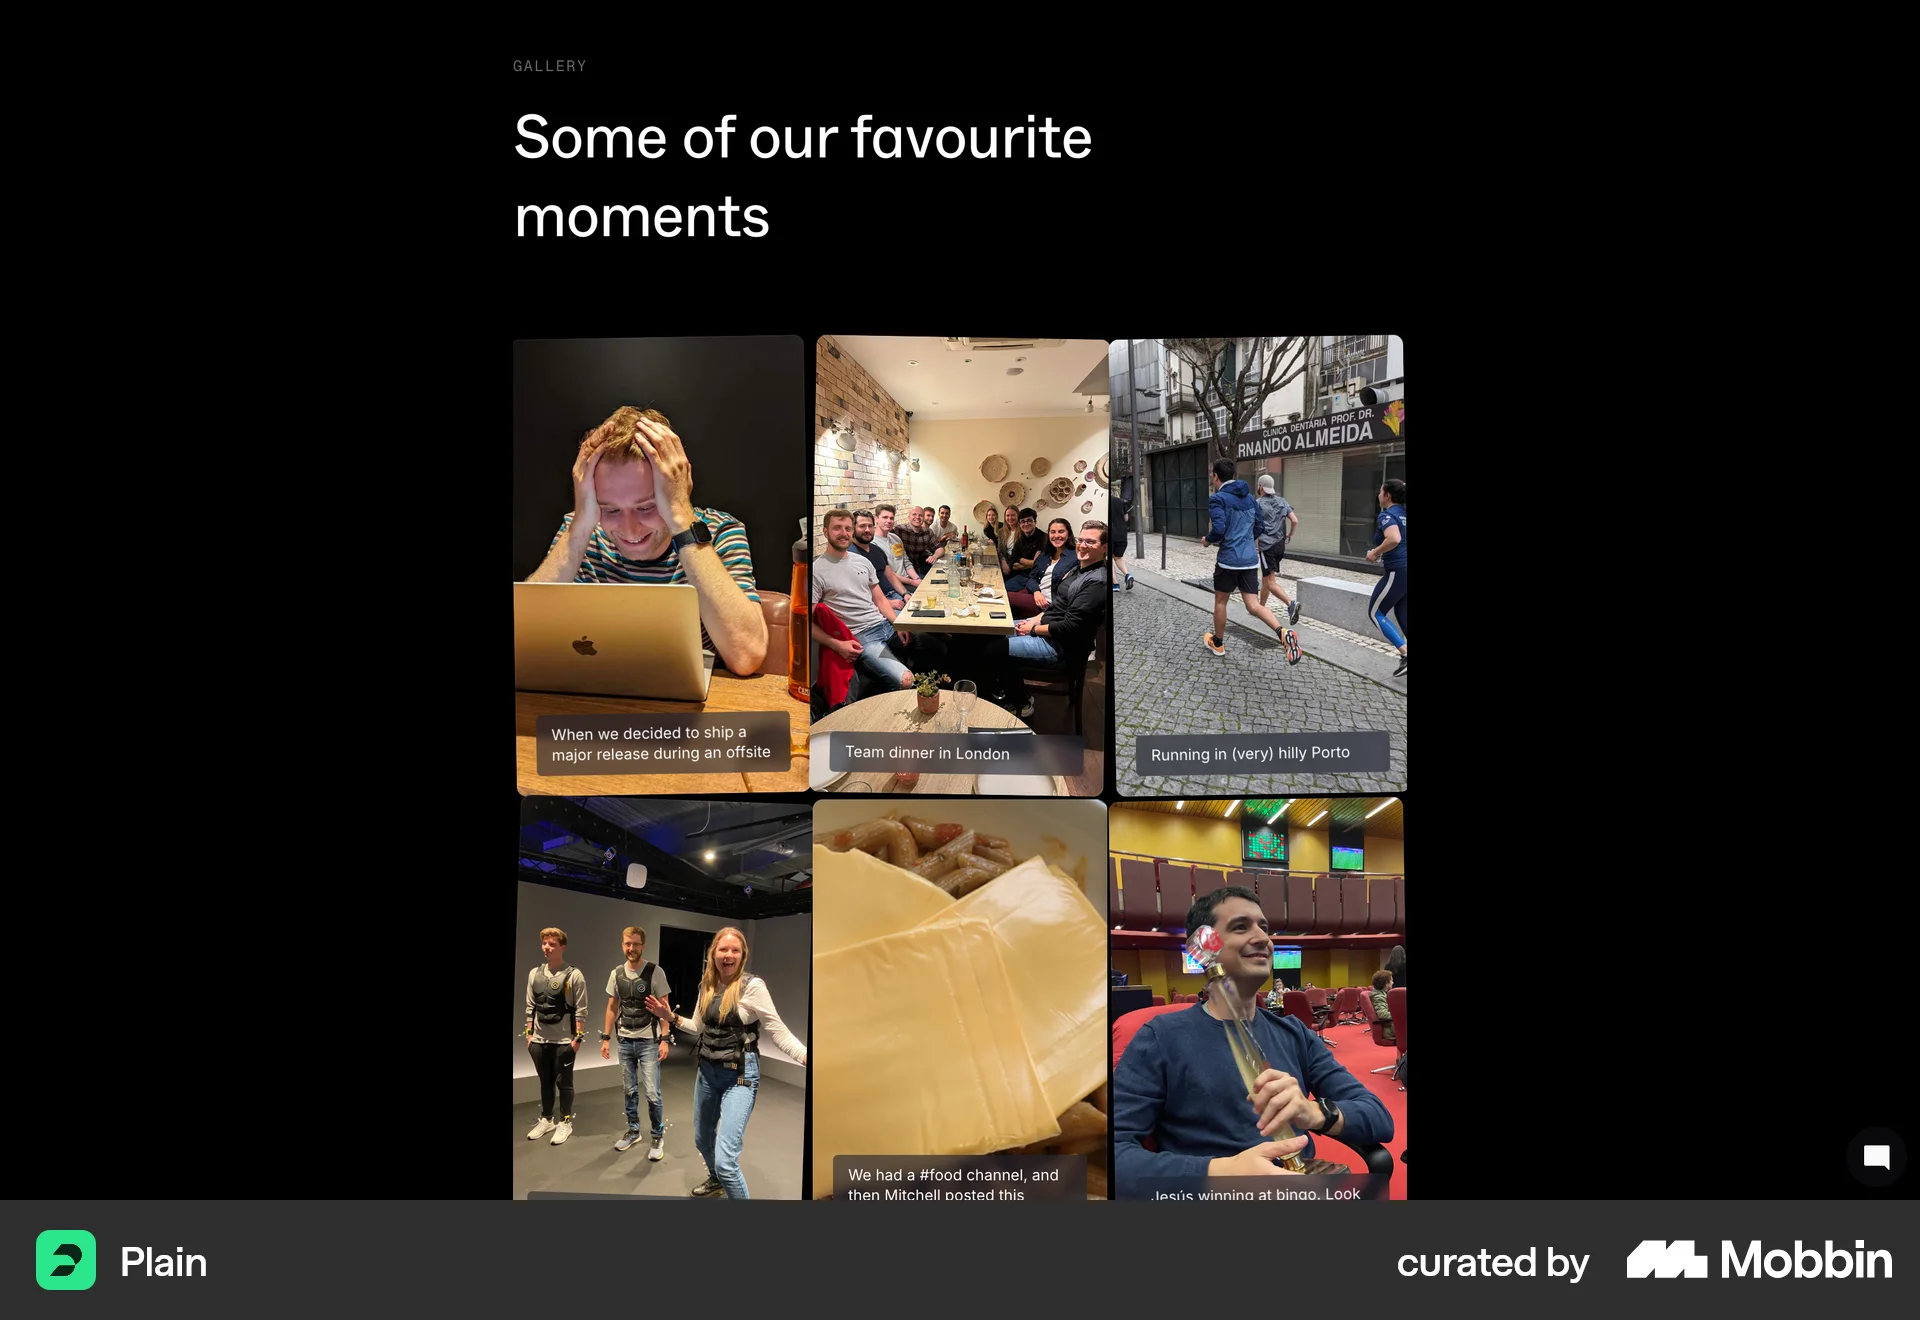 GALLERY
Some of our favourite
moments
CLINICA DENTÁRIA PROF. DR.
RNANDO ALMEIDA
When we decided to ship a
major release during an offsite
Team dinner in London
Running in (very) hilly Porto
We had a #food channel, and
then Mitchell posted this
Jesús winning at bingo. Look
Plain
curated by
Mobbin